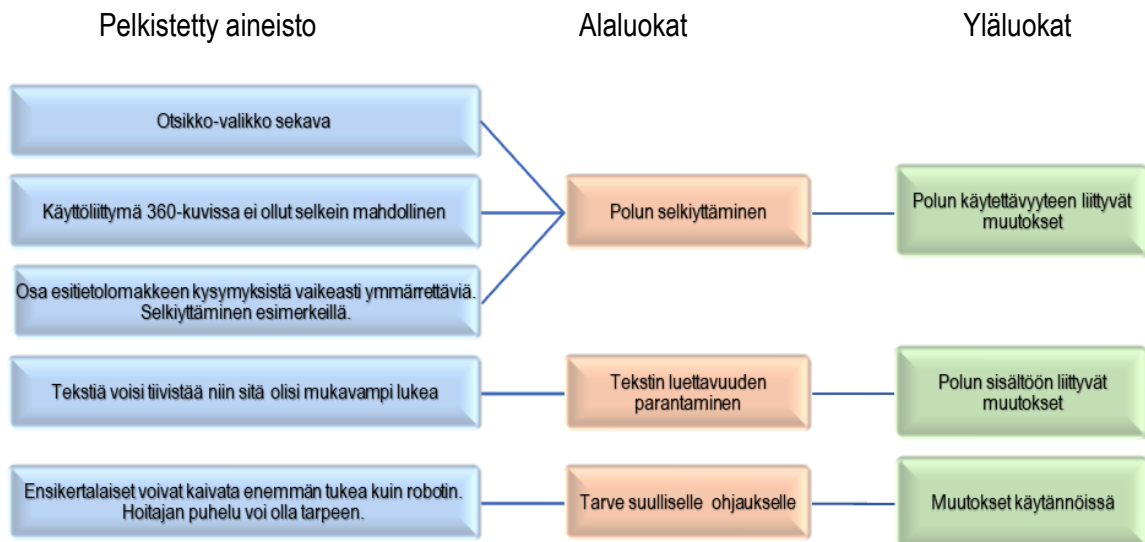 Pelkistetty aineisto
Alaluokat
Yläluokat
Otsikko-valikko sekava
Käyttöliittymä 360-kuvissa ei ollut selkein mahdollinen
Osa esitietolomakkeen kysymyksistä vaikeasti ymmärrettäviä.
Selkiyttäminen esimerkeillä.
Polun selkiyttäminen
Polun käytettävyyteen liittyvät
muutokset
Tekstiä voisi tiivistää niin sitä olisi mukavampi lukea
Tekstin luettavuuden
parantaminen
Polun sisältöön liittyvät
muutokset
Ensikertalaiset voivat kaivata enemmän tukea kuin robotin.
Hoitajan puhelu voi olla tarpeen.
Tarve suulliselle ohjaukselle
Muutokset käytännöissä